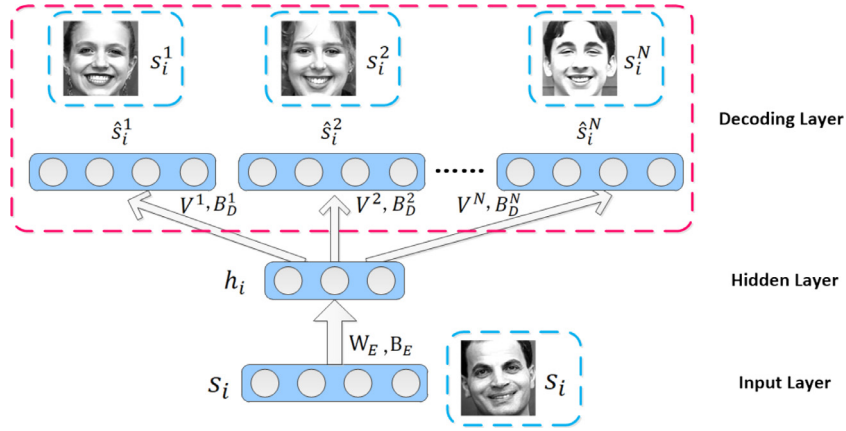 s_i^1 s_i^2 s_i^N
ŝ_i^1 ŝ_i^2 ŝ_i^N
Decoding Layer
......
V^1, B_D^1 V^2, B_D^2 V^N, B_D^N
h_i
Hidden Layer
W_E , B_E
s_i s_i
Input Layer